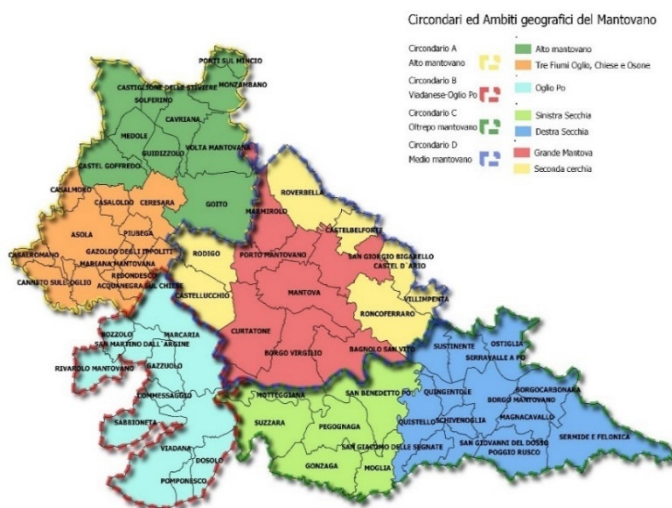 Circondari ed Ambiti geografici del Mantovano
Circondario A
Alto mantovano
Circondario B
Viadanese-Oglio Po
Circondario C
Oltrepo mantovano
Circondario D
Medio mantovano
Alto mantovano
Tre Fiumi Oglio, Chiese e Osone
Oglio Po
Sinistra Secchia
Destra Secchia
Grande Mantova
Seconda cerchia
PONTI SUL MINCIO
CASTIGLIONE DELLE STIVIERE
MONZAMBANO
SOLFERINO
CAVRIANA
MEDOLE
VOLTA MANTOVANA
GUIDIZZOLO
CASTEL GOFFREDO
CASALMORO
CASALOLDO
CERESARA
GOITO
ROVERBELLA
MARMIROLO
CASTELBELFORTE
ASOLA
PIUBEGA
CASALROMANO
GAZOLDO DEGLI IPPOLITI
MARIANA MANTOVANA
REDONDESCO
CANNETO SULL'OGLIO
ACQUANEGRA SUL CHIESE
RODIGO
PORTO MANTOVANO
SAN GIORGIO BIGARELLO
CASTEL D'ARIO
CASTELLUCCHIO
MANTOVA
VILLIMPENTA
RONCOFERRARO
CURTATONE
BORGO VIRGILIO
BAGNOLO SAN VITO
BOZZOLO
MARCARIA
SAN MARTINO DALL'ARGINE
RIVAROLO MANTOVANO
GAZZUOLO
COMMESSAGGIO
SABBIONETA
VIADANA
DOSOLO
POMPONESCO
SUSTINENTE
OSTIGLIA
SERRAVALLE A PO
MOTTEGGIANA
SAN BENEDETTO PO
QUINGENTOLE
BORGOCARBONARA
BORGO MANTOVANO
SUZZARA
PEGOGNAGA
QUISTELLO
SCHIVENOGLIA
MAGNACAVALLO
SERMIDE E FELONICA
SAN GIACOMO DELLE SEGNATE
SAN GIOVANNI DEL DOSSO
POGGIO RUSCO
GONZAGA
MOGLIA